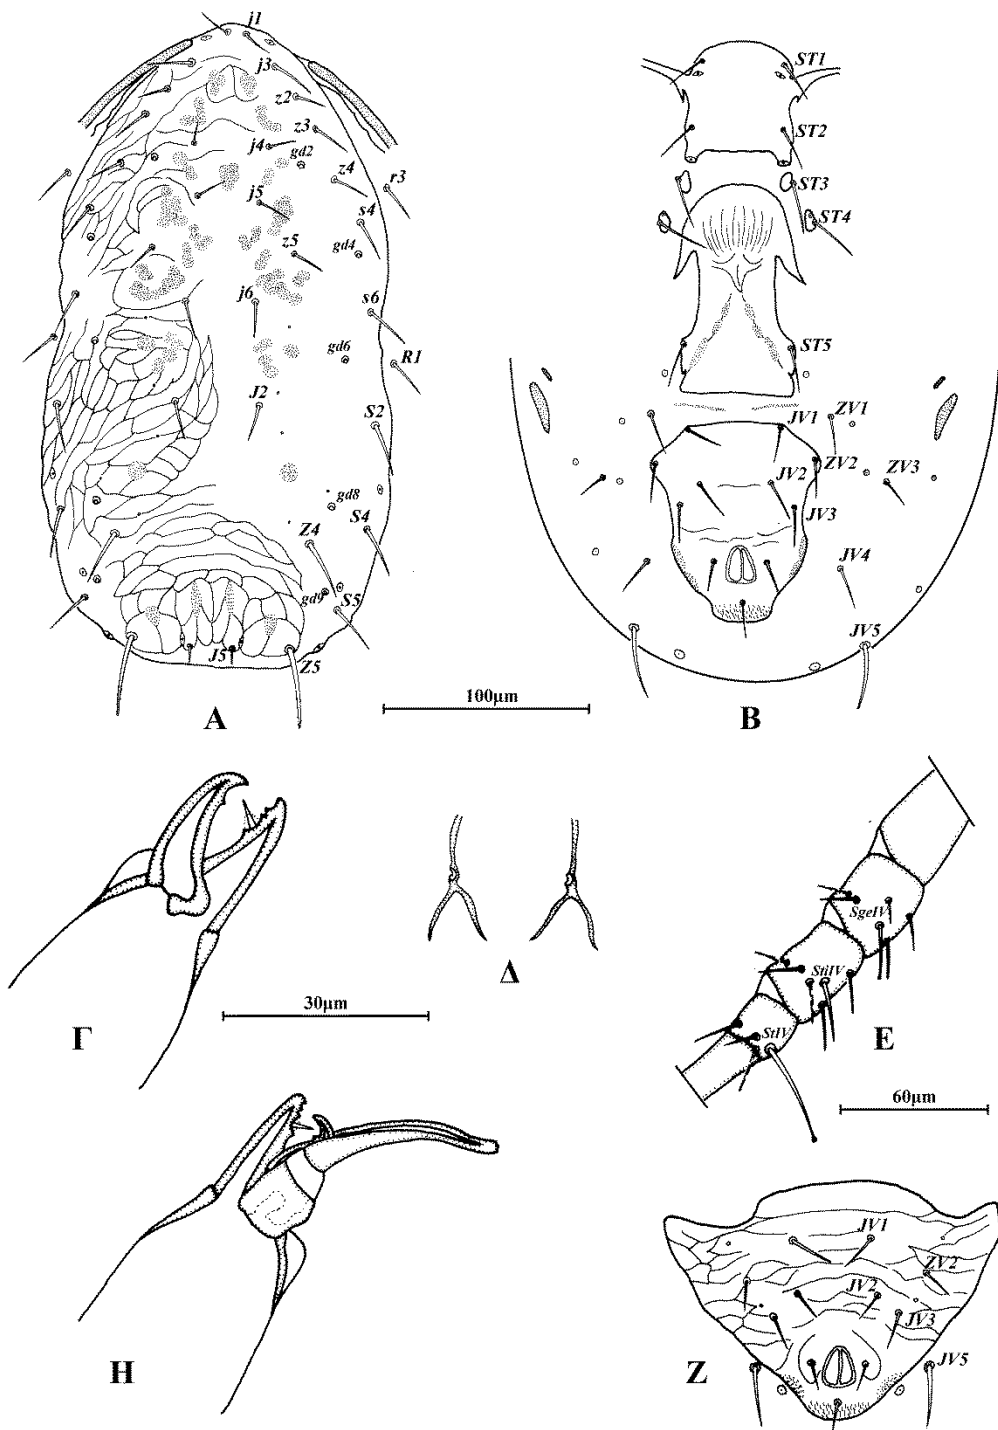 j1
j3
z2
z3
j4
gd2
z4
r3
j5
s4
z5
gd4
j6
s6
gd6
R1
J2
S2
gd8
S4
Z4
gd9
S5
J5
Z5
A
100μm
ST1
ST2
ST3
ST4
ST5
JV1
ZV1
ZV2
JV2
ZV3
JV3
JV4
JV5
B
Γ
30μm
Δ
SgeIV
StiIV
StIV
E
60μm
H
JV1
ZV2
JV2
JV3
JV5
Z